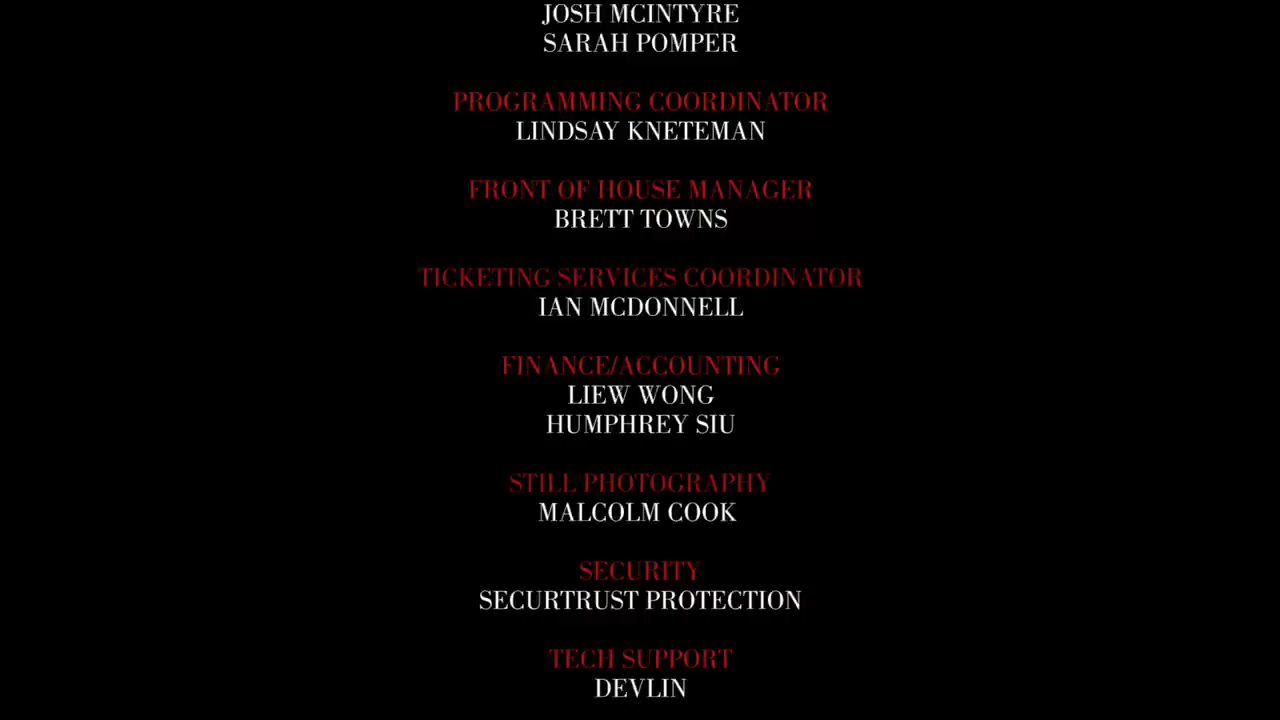 JOSH MCINTYRE
SARAH POMPER
PROGRAMMING COORDINATOR
LINDSAY KNETEMAN
FRONT OF HOUSE MANAGER
BRETT TOWNS
TICKETING SERVICES COORDINATOR
IAN MCDONNELL
FINANCE/ACCOUNTING
LIEW WONG
HUMPHREY SIU
STILL PHOTOGRAPHY
MALCOLM COOK
SECURITY
SECURTRUST PROTECTION
TECH SUPPORT
DEVLIN